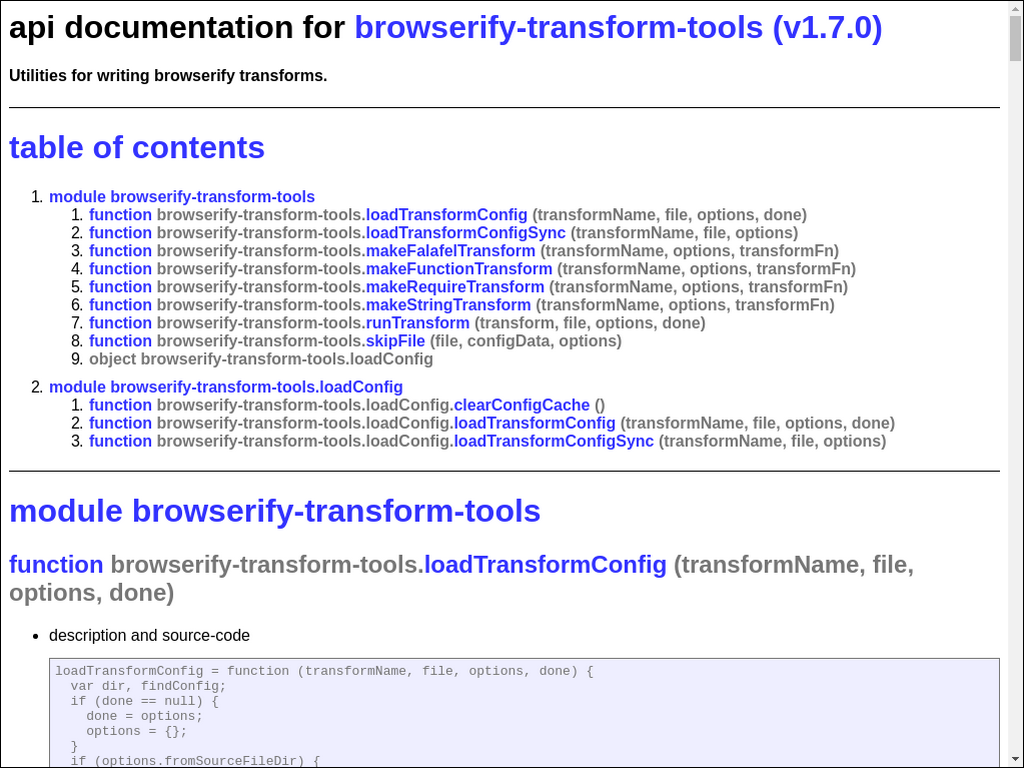 api documentation for browserify-transform-tools (v1.7.0)
Utilities for writing browserify transforms.
table of contents
1. module browserify-transform-tools
1. function browserify-transform-tools.loadTransformConfig (transformName, file, options, done)
2. function browserify-transform-tools.loadTransformConfigSync (transformName, file, options)
3. function browserify-transform-tools.makeFalafelTransform (transformName, options, transformFn)
4. function browserify-transform-tools.makeFunctionTransform (transformName, options, transformFn)
5. function browserify-transform-tools.makeRequireTransform (transformName, options, transformFn)
6. function browserify-transform-tools.makeStringTransform (transformName, options, transformFn)
7. function browserify-transform-tools.runTransform (transform, file, options, done)
8. function browserify-transform-tools.skipFile (file, configData, options)
9. object browserify-transform-tools.loadConfig
2. module browserify-transform-tools.loadConfig
1. function browserify-transform-tools.loadConfig.clearConfigCache ()
2. function browserify-transform-tools.loadConfig.loadTransformConfig (transformName, file, options, done)
3. function browserify-transform-tools.loadConfig.loadTransformConfigSync (transformName, file, options)
module browserify-transform-tools
function browserify-transform-tools.loadTransformConfig (transformName, file,
options, done)
• description and source-code
loadTransformConfig = function (transformName, file, options, done) {
  var dir, findConfig;
  if (done == null) {
    done = options;
    options = {};
  }
  if (options.fromSourceFileDir) {